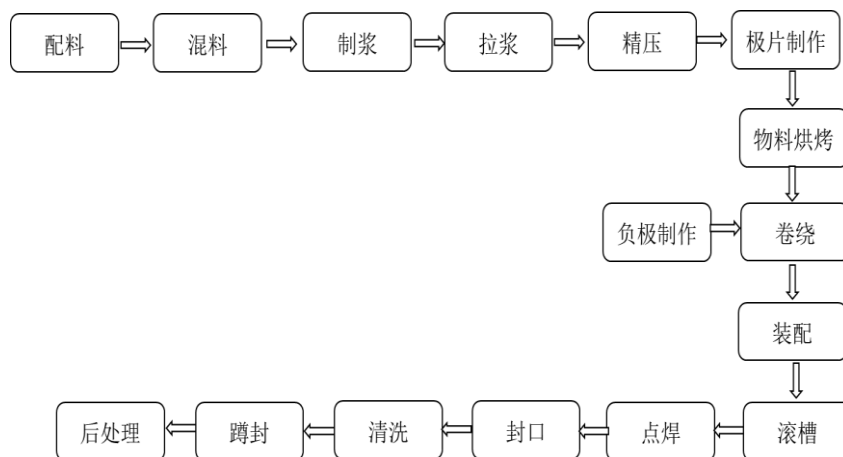 配料
混料
制浆
拉浆
精压
极片制作
物料烘烤
负极制作
卷绕
装配
滚槽
点焊
封口
清洗
蹲封
后处理